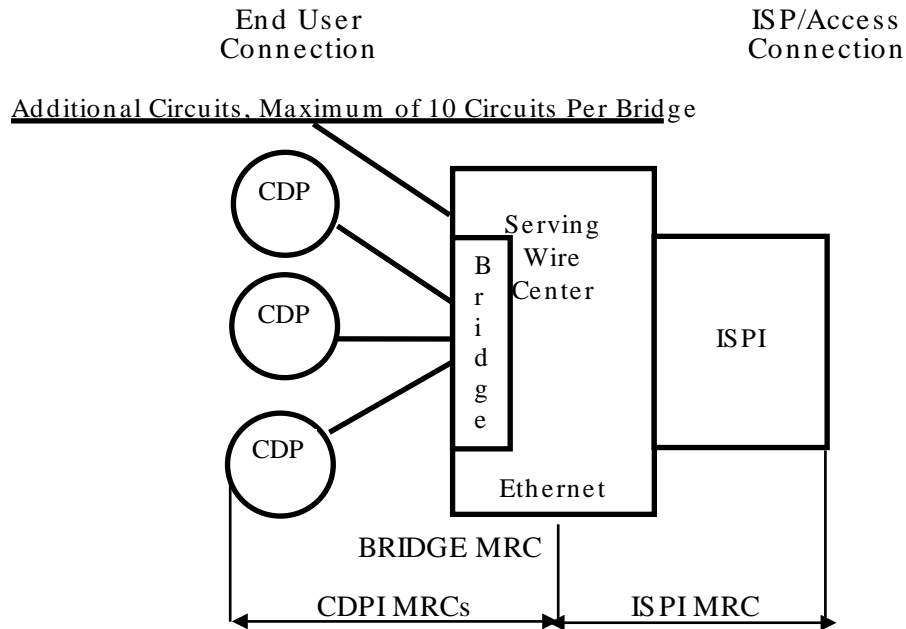 End User
Connection
ISP/Access
Connection
Additional Circuits, Maximum of 10 Circuits Per Bridge
CDP
CDP
CDP
Serving
Wire
Center
Bridge
Ethernet
ISPI
BRIDGE MRC
CDPI MRCs
ISPI MRC